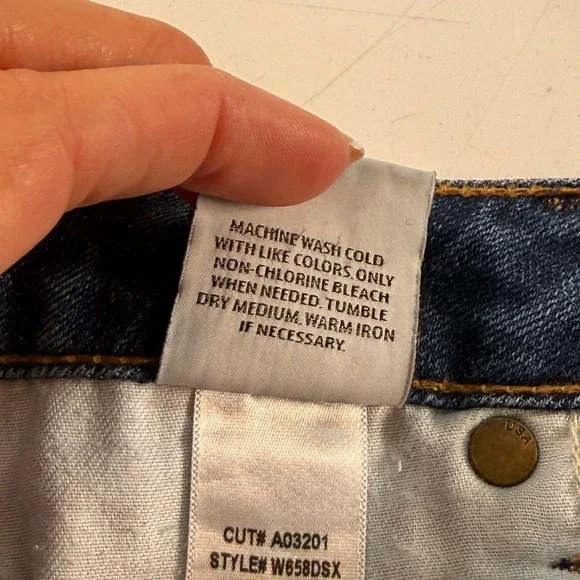 MACHINE WASH COLD
WITH LIKE COLORS. ONLY
NON-CHLORINE BLEACH
WHEN NEEDED. TUMBLE
DRY MEDIUM. WARM IRON
IF NECESSARY.
USA
CUT# A03201
STYLE# W658DSX